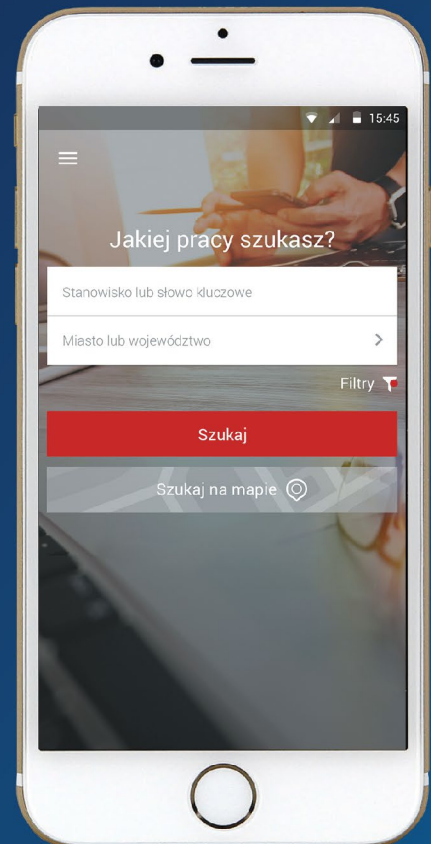 15:45
Jakiej pracy szukasz?
Stanowisko lub słowo kluczowe
Miasto lub województwo
Filtry
Szukaj
Szukaj na mapie